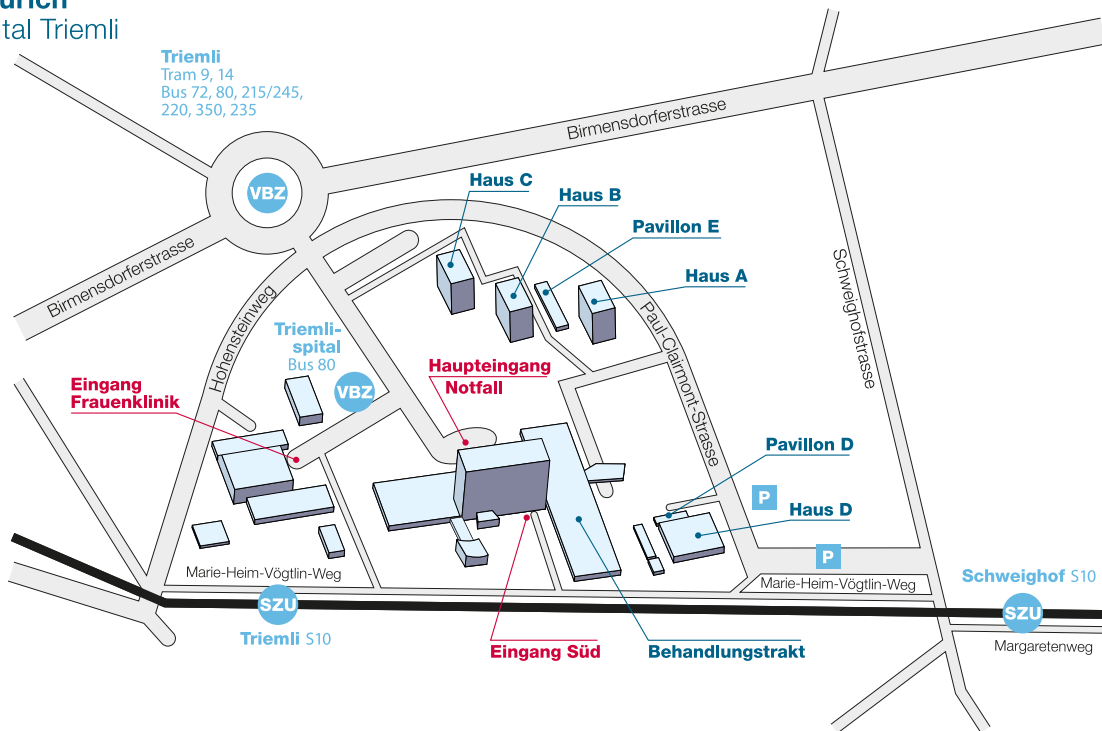 ital Triemli
Triemli
Tram 9, 14
Bus 72, 80, 215/245,
220, 350, 235
VBZ
Birmensdorferstrasse
Birmensdorferstrasse
Haus C
Haus B
Pavillon E
Haus A
Schweighofstrasse
Hohensteinweg
Paul-Clairmont-Strasse
Triemli-
spital
Bus 80
VBZ
Haupteingang
Notfall
Eingang
Frauenklinik
Pavillon D
P
Haus D
P
Marie-Heim-Vögtlin-Weg
Marie-Heim-Vögtlin-Weg
Schweighof S10
SZU
SZU
Triemli S10
Eingang Süd
Behandlungstrakt
Margaretenweg